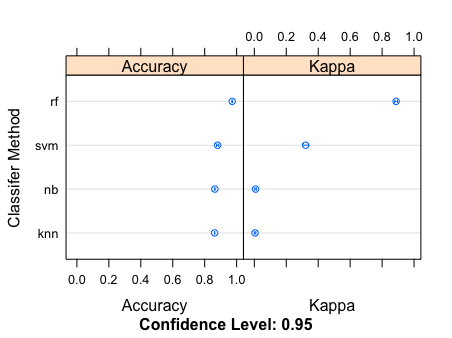 0.0 0.2 0.4 0.6 0.8 1.0
Accuracy Kappa
Classifer Method
rf
svm
nb
knn
0.0 0.2 0.4 0.6 0.8 1.0
Accuracy Kappa
Confidence Level: 0.95